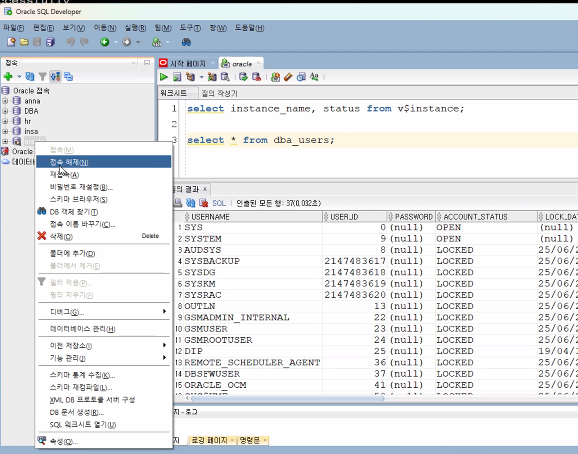 Oracle SQL Developer
파일(F) 편집(E) 보기(V) 이동(N) 실행(R) 팀(M) 도구(T) 창(W) 도움말(H)
접속
Oracle 접속
anna
DBA
hr
insa
Oracle
접속(M)
접속 해제(N)
재접속(A)
비밀번호 재설정(R)...
스키마 브라우저(S)
DB 객체 찾기(I)
접속 이름 바꾸기(C)...
삭제(O) Delete
폴더에 추가(D)
폴더에서 제거(E)
필터 적용(P)...
필터 지우기(F)
디버그(G)...
데이터베이스 관리(H)
이전 저장소(I)
기능 관리(J)
스키마 통계 수집(K)...
스키마 재컴파일(L)...
XML DB 프로토콜 서버 구성
DB 문서 생성(R)...
SQL 워크시트 열기(U)
속성(Q)...
시작 페이지 oracle
워크시트 질의 작성기
1 select instance_name, status from v$instance;
2
3 select * from dba_users;
결과
SQL | 인출된 모든 행: 37(0,032초)
USERNAME USER_ID PASSWORD ACCOUNT_STATUS
1 SYS 0 (null) OPEN (null)
2 SYSTEM 9 (null) OPEN (null)
3 AUDSYS 8 (null) LOCKED 25/06/2
4 SYSBACKUP 2147483617 (null) LOCKED 25/06/2
5 SYSDG 2147483618 (null) LOCKED 25/06/2
6 SYSKM 2147483619 (null) LOCKED 25/06/2
7 SYSRAC 2147483620 (null) LOCKED 25/06/2
8 OUTLN 13 (null) LOCKED 25/06/2
9 GSMADMIN_INTERNAL 22 (null) LOCKED 25/06/2
10 GSMUSER 23 (null) LOCKED 25/06/2
11 GSMROOTUSER 24 (null) LOCKED 25/06/2
12 DIP 25 (null) LOCKED 19/04/1
13 REMOTE_SCHEDULER_AGENT 36 (null) LOCKED 25/06/2
14 DBSFWUSER 37 (null) LOCKED 25/06/2
15 ORACLE_OCM 41 (null) LOCKED 25/06/2
로그
로깅 페이지 명령문